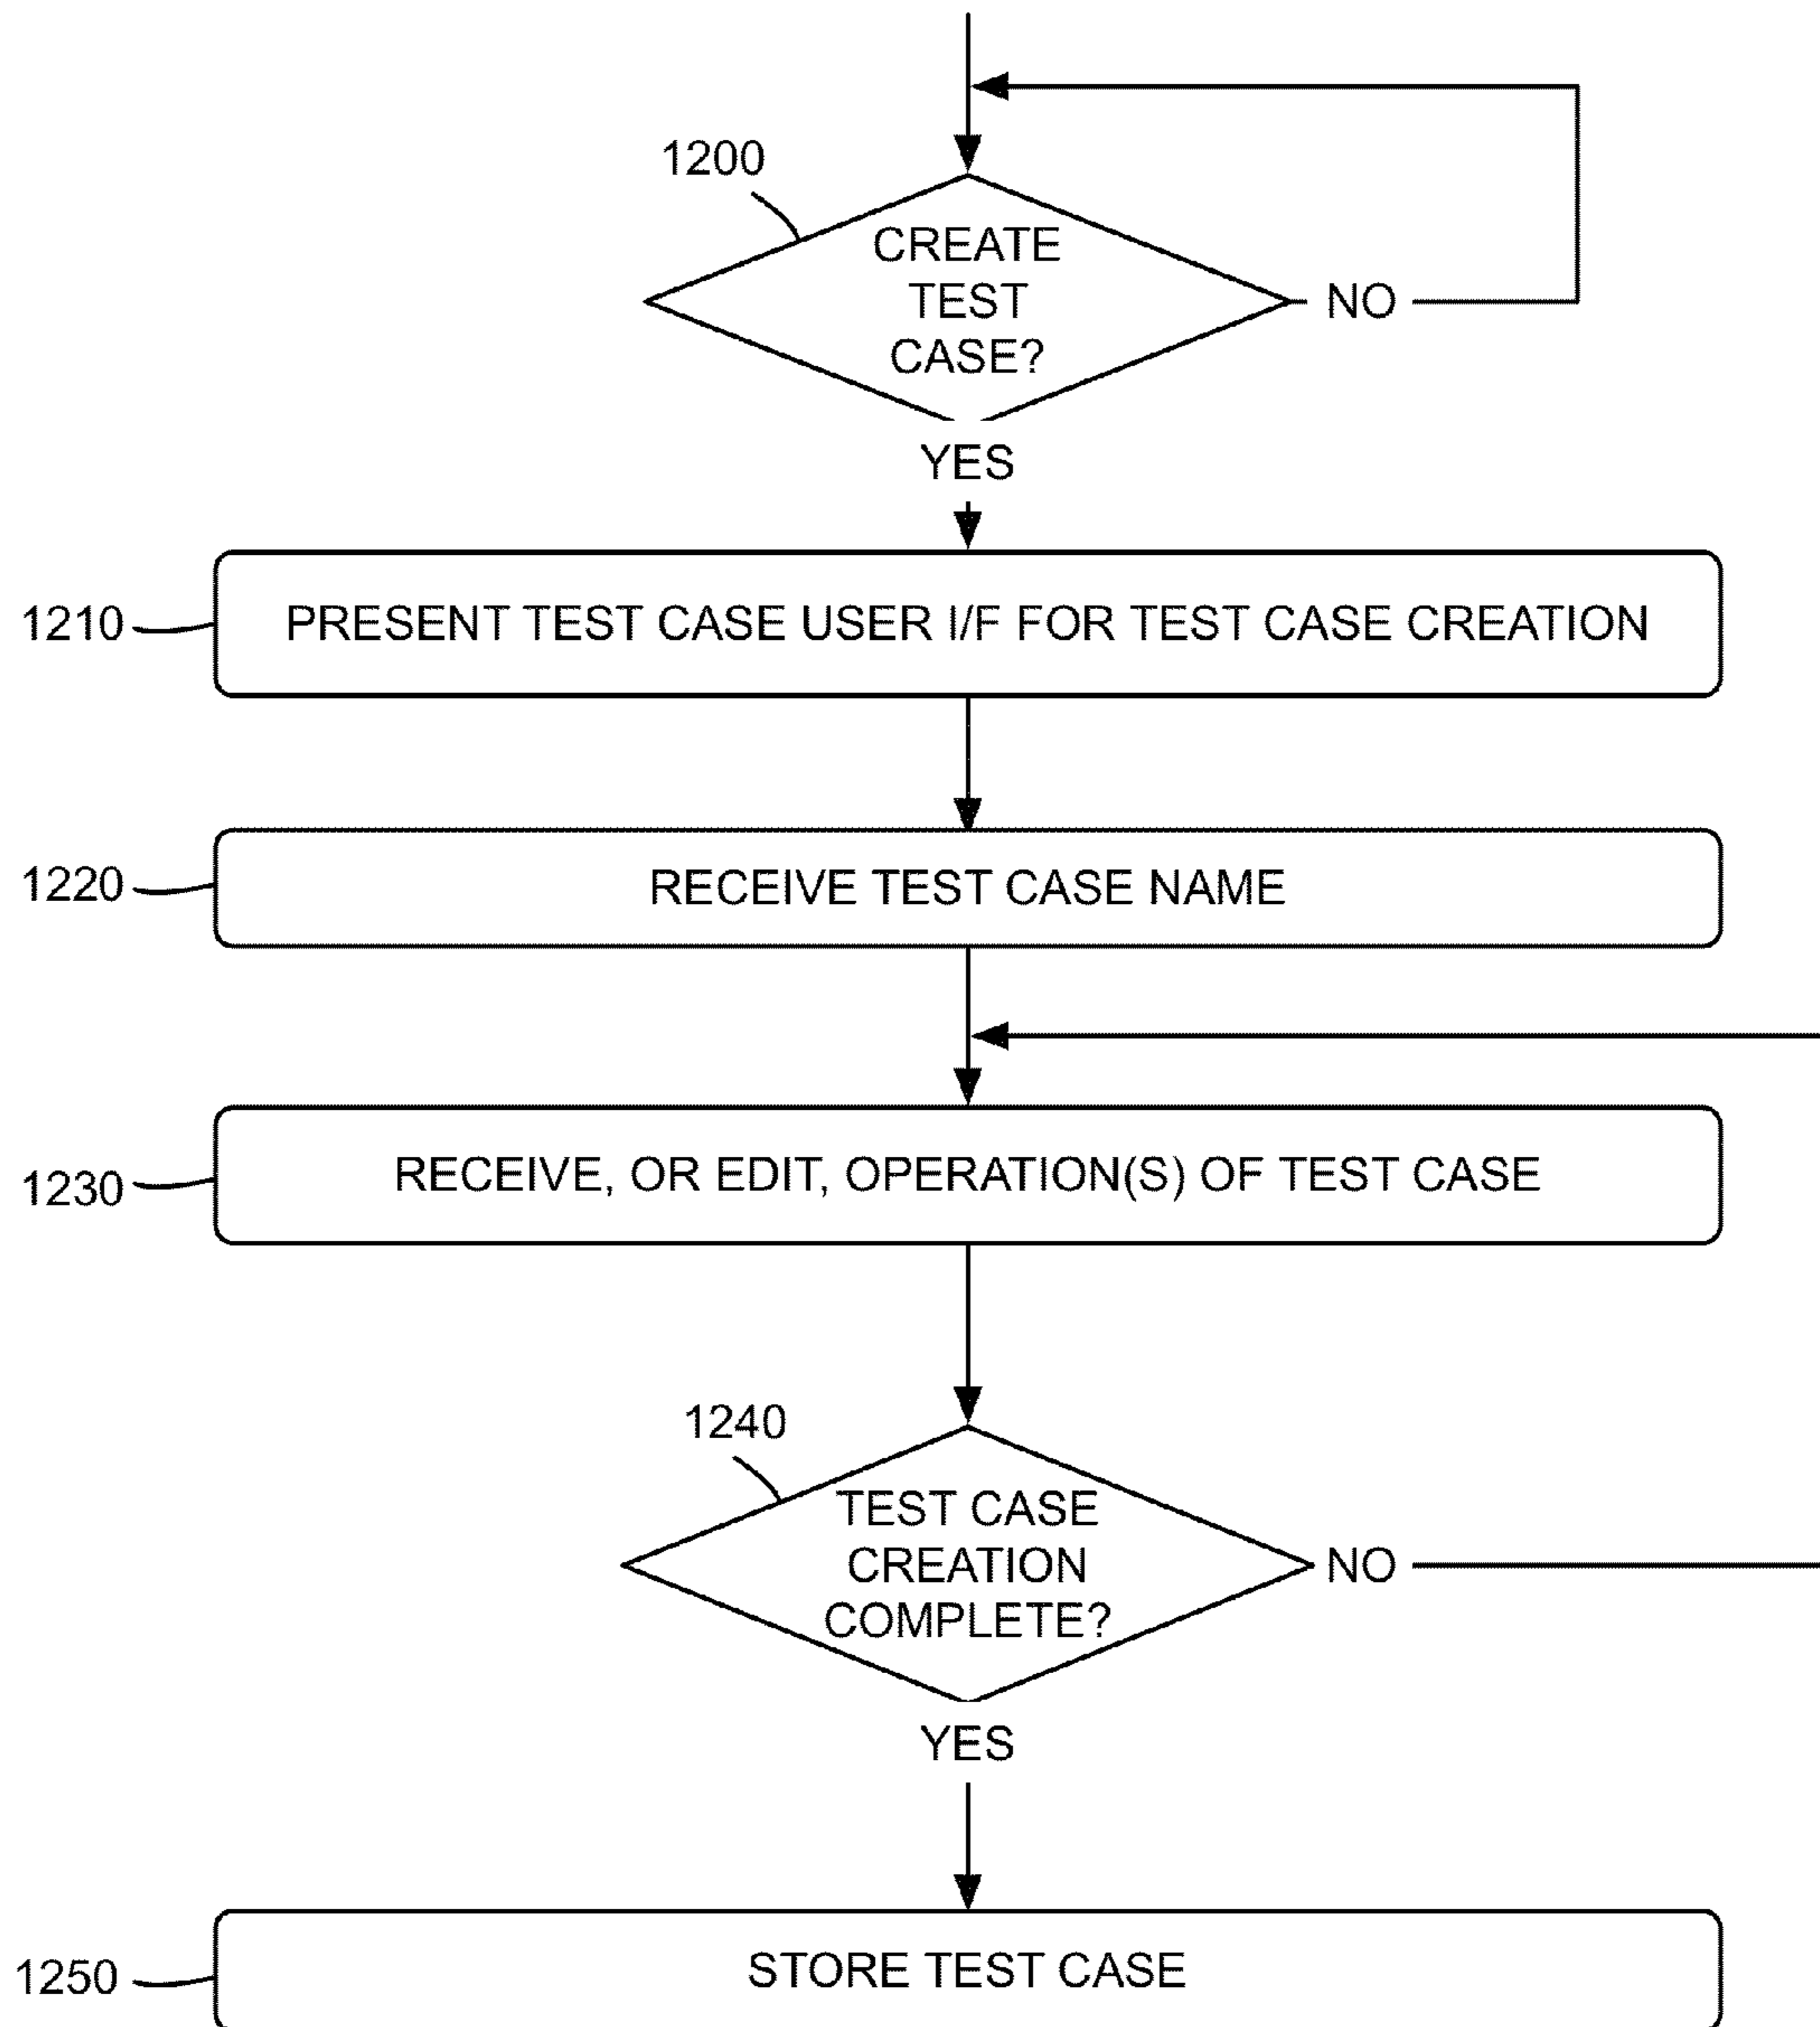 1200
CREATE
TEST
CASE?
NO
YES
1210
PRESENT TEST CASE USER I/F FOR TEST CASE CREATION
1220
RECEIVE TEST CASE NAME
1230
RECEIVE, OR EDIT, OPERATION(S) OF TEST CASE
1240
TEST CASE
CREATION
COMPLETE?
NO
YES
1250
STORE TEST CASE